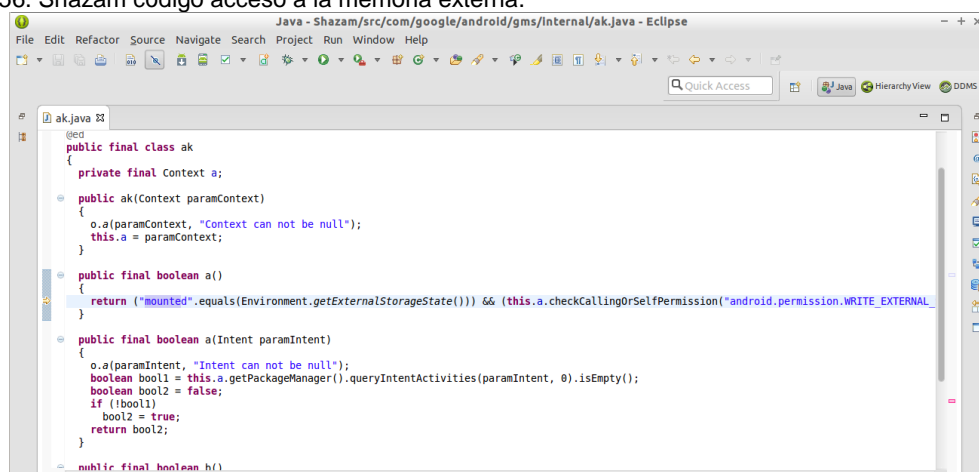 56. Shazam código acceso a la memoria externa.
Java - Shazam/src/com/google/android/gms/internal/ak.java - Eclipse
File Edit Refactor Source Navigate Search Project Run Window Help
Quick Access
Java
Hierarchy View
DDMS
ak.java
@ed
public final class ak
{
private final Context a;
public ak(Context paramContext)
{
o.a(paramContext, "Context can not be null");
this.a = paramContext;
}
public final boolean a()
{
return ("mounted".equals(Environment.getExternalStorageState())) && (this.a.checkCallingOrSelfPermission("android.permission.WRITE_EXTERNAL_
}
public final boolean a(Intent paramIntent)
{
o.a(paramIntent, "Intent can not be null");
boolean bool1 = this.a.getPackageManager().queryIntentActivities(paramIntent, 0).isEmpty();
boolean bool2 = false;
if (!bool1)
bool2 = true;
return bool2;
}
public final boolean b()